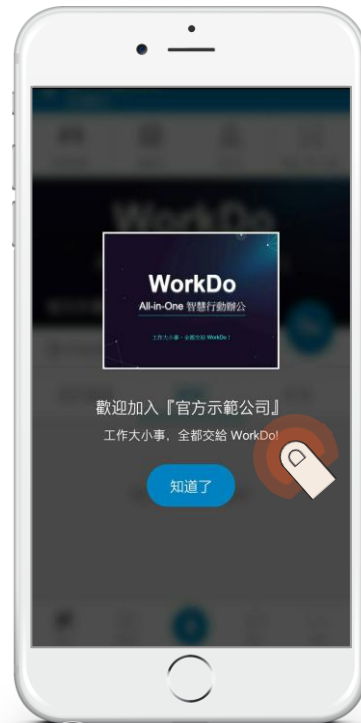 WorkDo
WorkDo
All-in-One 智慧行動辦公
工作大小事，全都交給 WorkDo！
歡迎加入『官方示範公司』
工作大小事，全都交給 WorkDo!
知道了